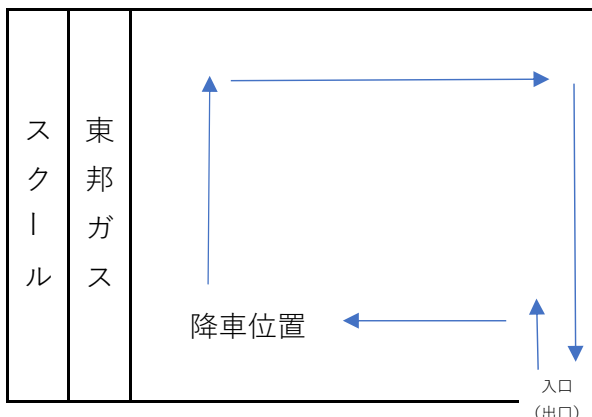 スクール
東邦ガス
降車位置
入口
（出口）